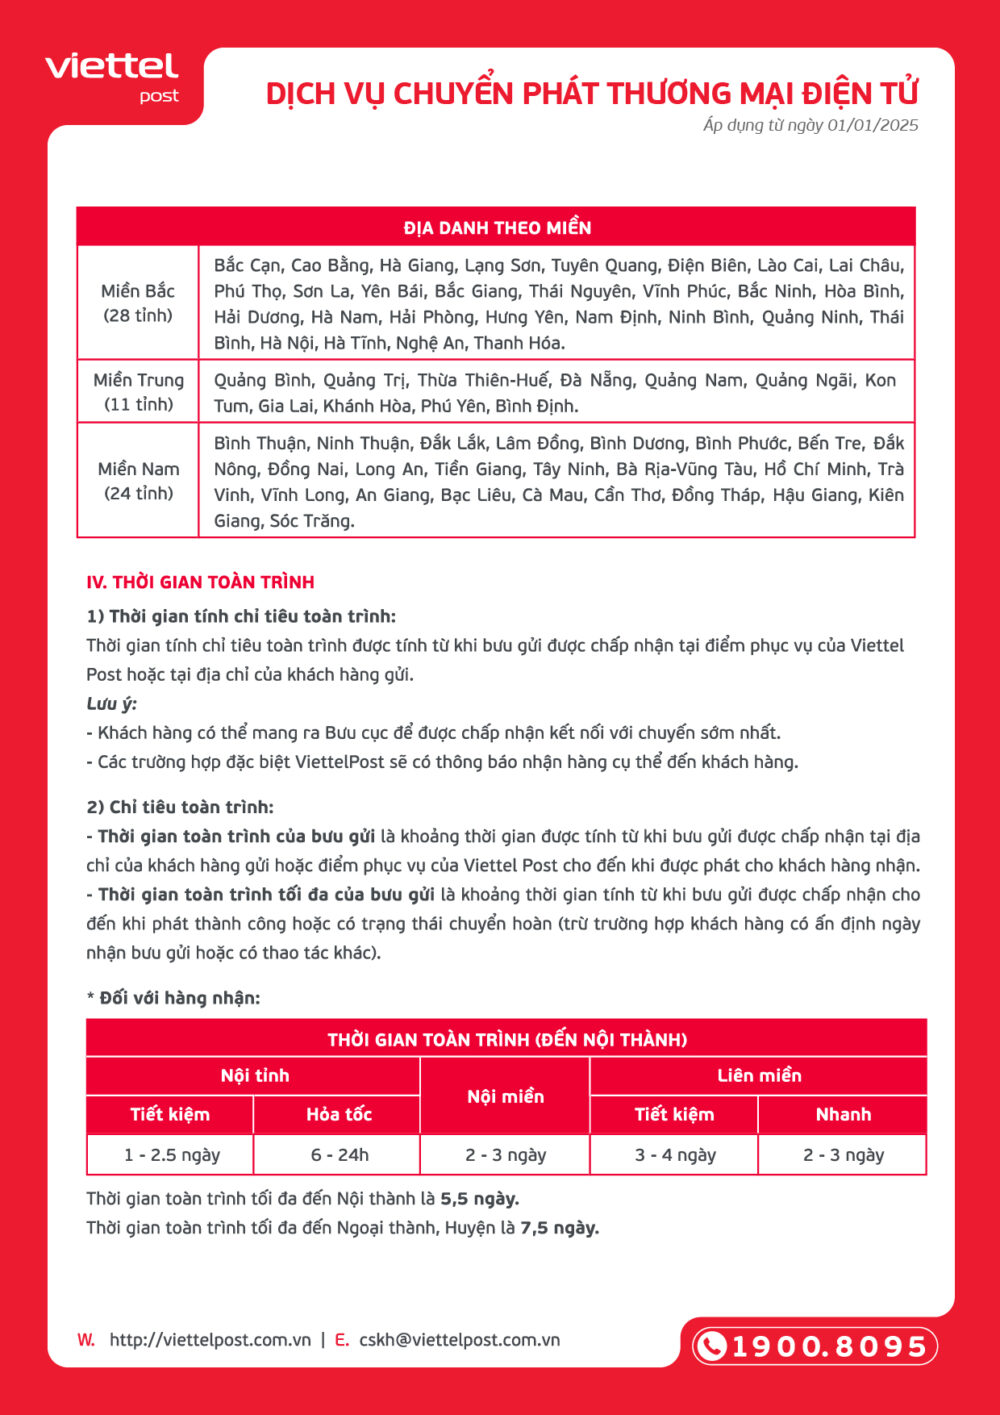 viettel
post
DỊCH VỤ CHUYỂN PHÁT THƯƠNG MẠI ĐIỆN TỬ
Áp dụng từ ngày 01/01/2025
ĐỊA DANH THEO MIỀN
Miền Bắc
(28 tỉnh)
Bắc Cạn, Cao Bằng, Hà Giang, Lạng Sơn, Tuyên Quang, Điện Biên, Lào Cai, Lai Châu,
Phú Thọ, Sơn La, Yên Bái, Bắc Giang, Thái Nguyên, Vĩnh Phúc, Bắc Ninh, Hòa Bình,
Hải Dương, Hà Nam, Hải Phòng, Hưng Yên, Nam Định, Ninh Bình, Quảng Ninh, Thái
Bình, Hà Nội, Hà Tĩnh, Nghệ An, Thanh Hóa.
Miền Trung
(11 tỉnh)
Quảng Bình, Quảng Trị, Thừa Thiên-Huế, Đà Nẵng, Quảng Nam, Quảng Ngãi, Kon
Tum, Gia Lai, Khánh Hòa, Phú Yên, Bình Định.
Miền Nam
(24 tỉnh)
Bình Thuận, Ninh Thuận, Đắk Lắk, Lâm Đồng, Bình Dương, Bình Phước, Bến Tre, Đắk
Nông, Đồng Nai, Long An, Tiền Giang, Tây Ninh, Bà Rịa-Vũng Tàu, Hồ Chí Minh, Trà
Vinh, Vĩnh Long, An Giang, Bạc Liêu, Cà Mau, Cần Thơ, Đồng Tháp, Hậu Giang, Kiên
Giang, Sóc Trăng.
IV. THỜI GIAN TOÀN TRÌNH
1) Thời gian tính chỉ tiêu toàn trình:
Thời gian tính chỉ tiêu toàn trình được tính từ khi bưu gửi được chấp nhận tại điểm phục vụ của Viettel
Post hoặc tại địa chỉ của khách hàng gửi.
Lưu ý:
- Khách hàng có thể mang ra Bưu cục để được chấp nhận kết nối với chuyến sớm nhất.
- Các trường hợp đặc biệt ViettelPost sẽ có thông báo nhận hàng cụ thể đến khách hàng.
2) Chỉ tiêu toàn trình:
- Thời gian toàn trình của bưu gửi là khoảng thời gian được tính từ khi bưu gửi được chấp nhận tại địa
chỉ của khách hàng gửi hoặc điểm phục vụ của Viettel Post cho đến khi được phát cho khách hàng nhận.
- Thời gian toàn trình tối đa của bưu gửi là khoảng thời gian tính từ khi bưu gửi được chấp nhận cho
đến khi phát thành công hoặc có trạng thái chuyển hoàn (trừ trường hợp khách hàng có ấn định ngày
nhận bưu gửi hoặc có thao tác khác).
* Đối với hàng nhận:
THỜI GIAN TOÀN TRÌNH (ĐẾN NỘI THÀNH)
Nội tỉnh
Nội miền
Liên miền
Tiết kiệm
Hỏa tốc
Tiết kiệm
Nhanh
1 - 2.5 ngày
6 - 24h
2 - 3 ngày
3 - 4 ngày
2 - 3 ngày
Thời gian toàn trình tối đa đến Nội thành là 5,5 ngày.
Thời gian toàn trình tối đa đến Ngoại thành, Huyện là 7,5 ngày.
W. http://viettelpost.com.vn | E. cskh@viettelpost.com.vn
1900.8095